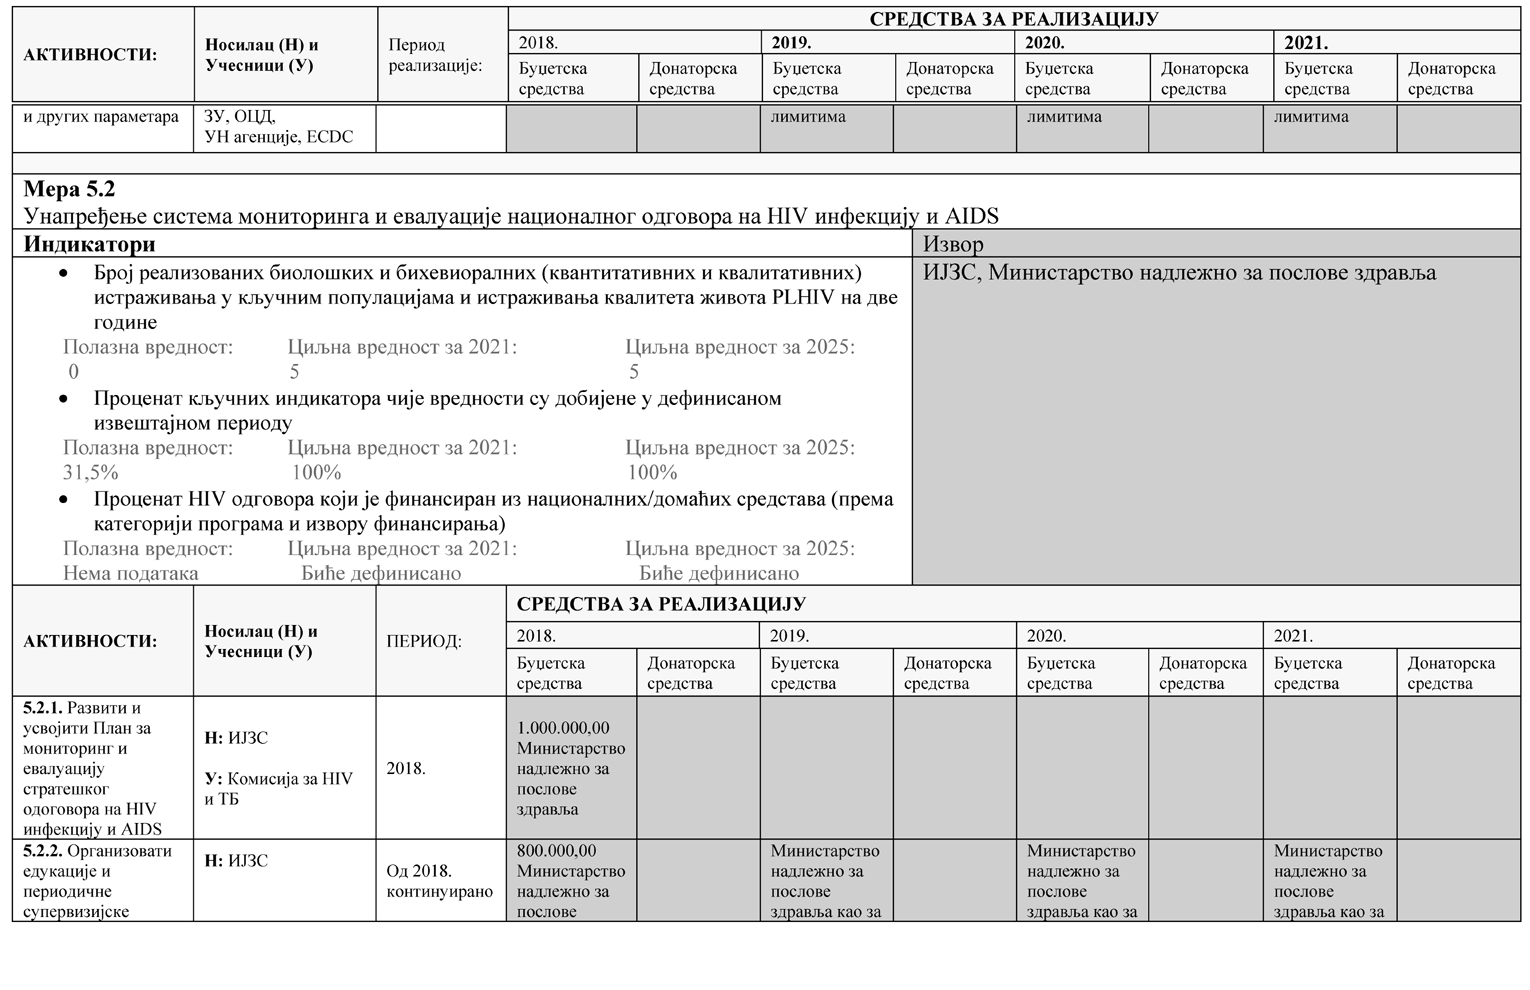 СРЕДСТВА ЗА РЕАЛИЗАЦИЈУ
АКТИВНОСТИ:
Носилац (Н) и
Учесници (У)
Период
реализације:
2018.
2019.
2020.
2021.
Буџетска
средства
Донаторска
средства
Буџетска
средства
Донаторска
средства
Буџетска
средства
Донаторска
средства
Буџетска
средства
Донаторска
средства
и других параметара
ЗУ, ОЦД,
УН агенције, ECDC
лимитима
лимитима
лимитима
Мера 5.2
Унапређење система мониторинга и евалуације националног одговора на HIV инфекцију и AIDS
Индикатори
Извор
• Број реализованих биолошких и бихевиоралних (квантитативних и квалитативних)
истраживања у кључним популацијама и истраживања квалитета живота PLHIV на две
године
ИЈЗС, Министарство надлежно за послове здравља
Полазна вредност: Циљна вредност за 2021: Циљна вредност за 2025:
0 5 5
• Проценат кључних индикатора чије вредности су добијене у дефинисаном
извештајном периоду
Полазна вредност: Циљна вредност за 2021: Циљна вредност за 2025:
31,5% 100% 100%
• Проценат HIV одговора који је финансиран из националних/домаћих средстава (према
категорији програма и извору финансирања)
Полазна вредност: Циљна вредност за 2021: Циљна вредност за 2025:
Нема података Биће дефинисано Биће дефинисано
АКТИВНОСТИ:
Носилац (Н) и
Учесници (У)
ПЕРИОД:
СРЕДСТВА ЗА РЕАЛИЗАЦИЈУ
2018.
2019.
2020.
2021.
Буџетска
средства
Донаторска
средства
Буџетска
средства
Донаторска
средства
Буџетска
средства
Донаторска
средства
Буџетска
средства
Донаторска
средства
5.2.1. Развити и
усвојити План за
мониторинг и
евалуацију
стратешког
одоговора на HIV
инфекцију и AIDS
Н: ИЈЗС
У: Комисија за HIV
и ТБ
2018.
1.000.000,00
Министарство
надлежно за
послове
здравља
5.2.2. Организовати
едукације и
периодичне
супервизијске
Н: ИЈЗС
Од 2018.
континуирано
800.000,00
Министарство
надлежно за
послове
Министарство
надлежно за
послове
здравља као за
Министарство
надлежно за
послове
здравља као за
Министарство
надлежно за
послове
здравља као за